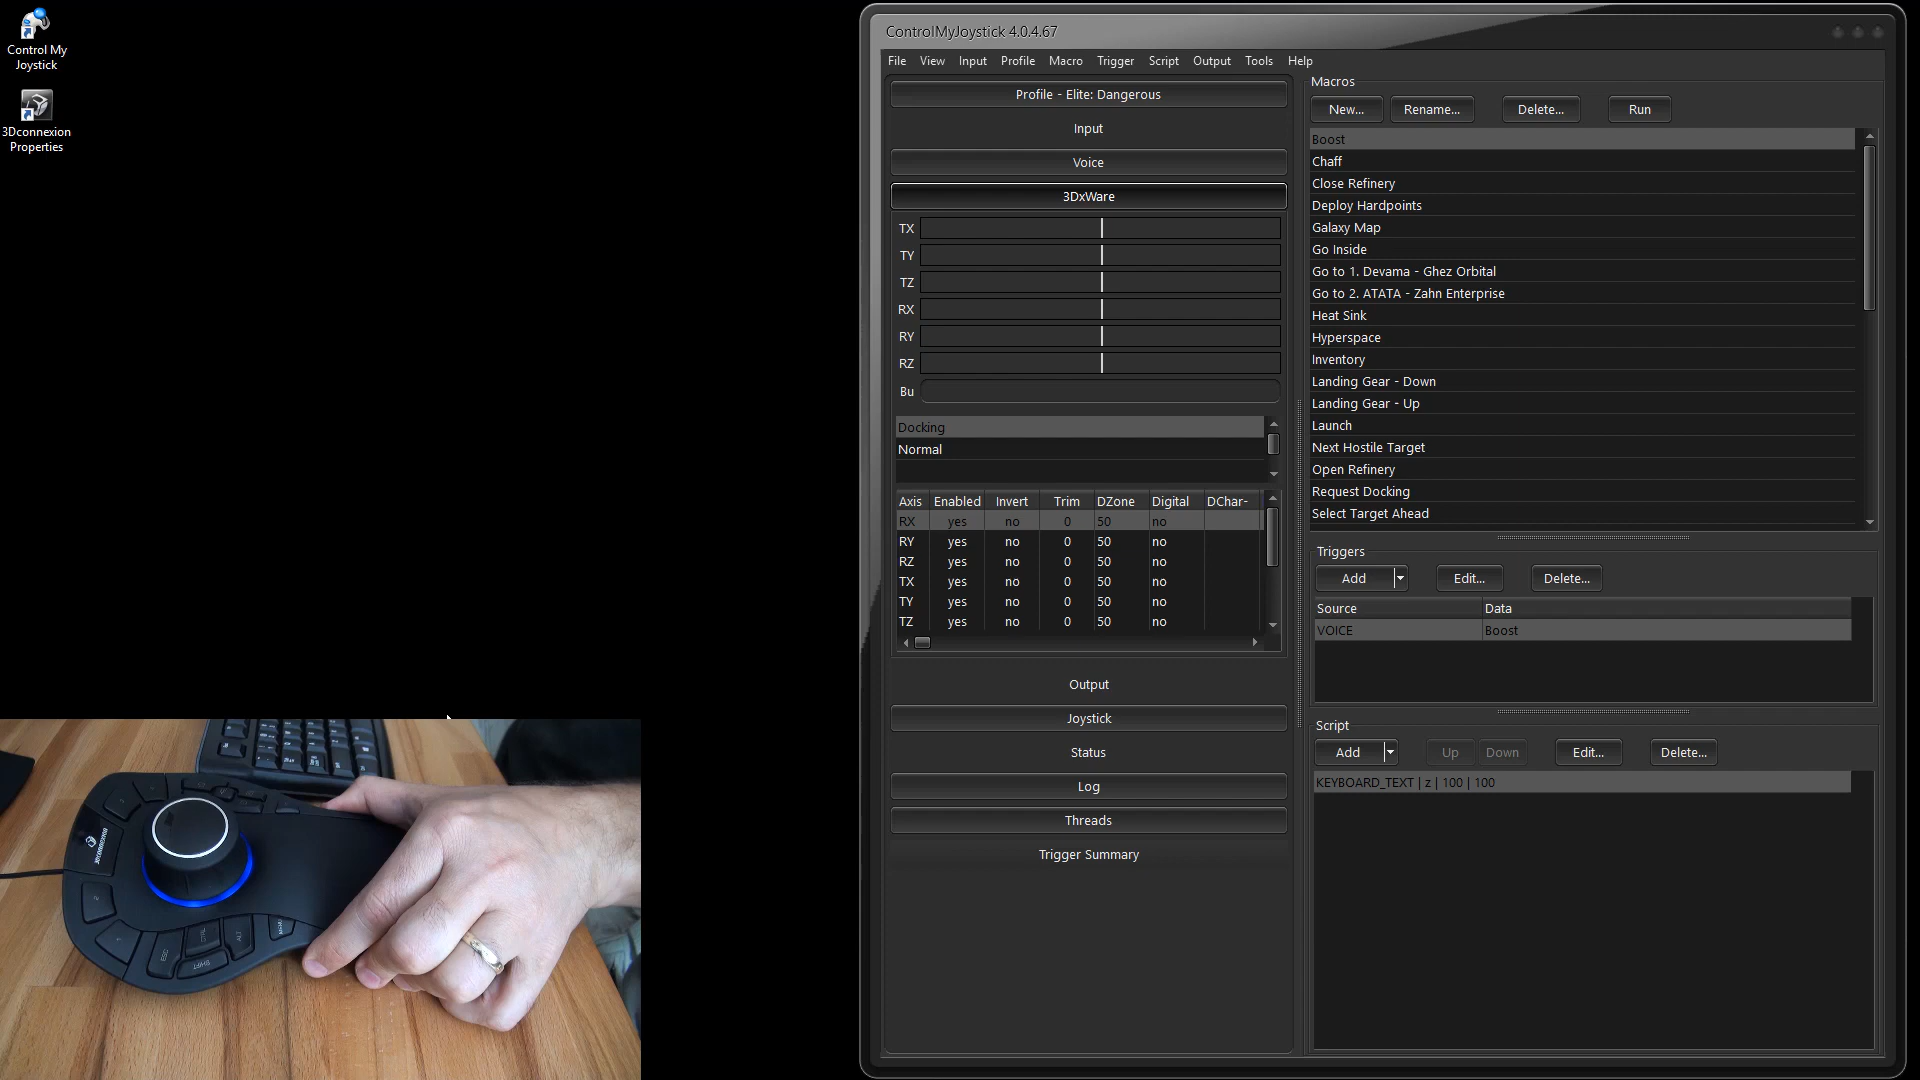 Control My
Joystick
3Dconnexion
Properties
ControlMyJoystick 4.0.4.67
File View Input Profile Macro Trigger Script Output Tools Help
Profile - Elite: Dangerous
Input
Voice
3DxWare
TX
TY
TZ
RX
RY
RZ
Bu
Docking
Normal
Axis Enabled Invert Trim DZone Digital DChar-
RX yes no 0 50 no
RY yes no 0 50 no
RZ yes no 0 50 no
TX yes no 0 50 no
TY yes no 0 50 no
TZ yes no 0 50 no
Output
Joystick
Status
Log
Threads
Trigger Summary
Macros
New... Rename... Delete... Run
Boost
Chaff
Close Refinery
Deploy Hardpoints
Galaxy Map
Go Inside
Go to 1. Devama - Ghez Orbital
Go to 2. ATATA - Zahn Enterprise
Heat Sink
Hyperspace
Inventory
Landing Gear - Down
Landing Gear - Up
Launch
Next Hostile Target
Open Refinery
Request Docking
Select Target Ahead
Triggers
Add Edit... Delete...
Source Data
VOICE Boost
Script
Add Up Down Edit... Delete...
KEYBOARD_TEXT | z | 100 | 100
ESC
CTRL
ALT
SHIFT